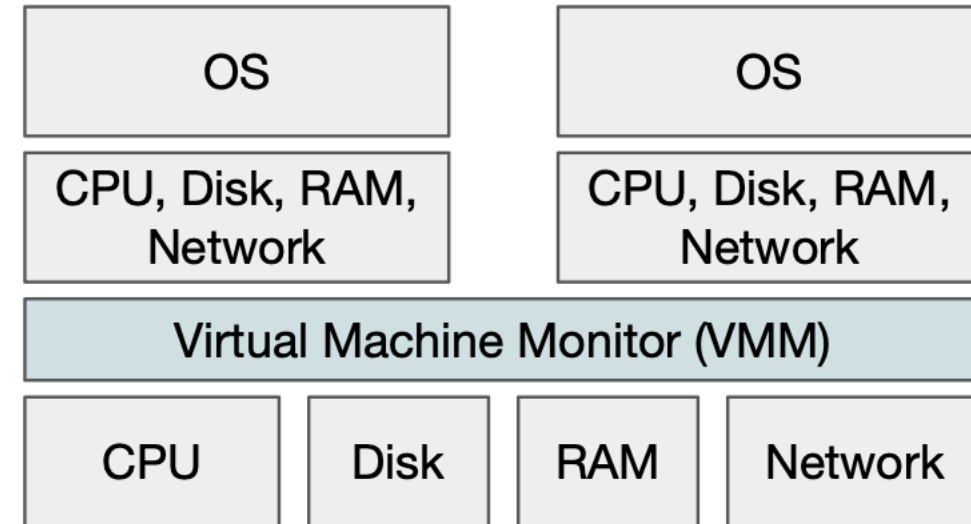 OS
OS
CPU, Disk, RAM,
Network
CPU, Disk, RAM,
Network
Virtual Machine Monitor (VMM)
CPU
Disk
RAM
Network